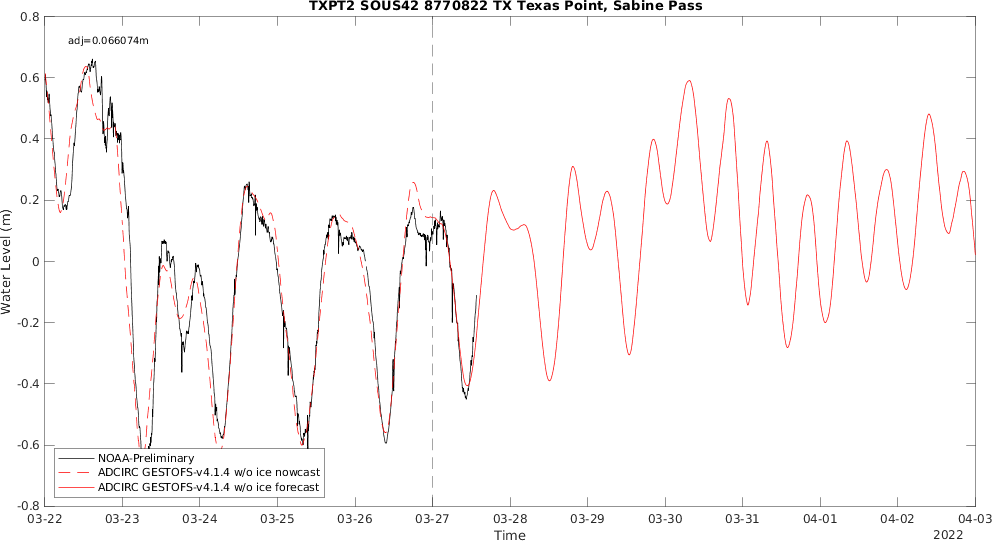 TXPT2 SOUS42 8770822 TX Texas Point, Sabine Pass
adj=0.066074m
Water Level (m)
0.8
0.6
0.4
0.2
0
-0.2
-0.4
-0.6
-0.8
NOAA-Preliminary
ADCIRC GESTOFS-v4.1.4 w/o ice nowcast
ADCIRC GESTOFS-v4.1.4 w/o ice forecast
03-22 03-23 03-24 03-25 03-26 03-27 03-28 03-29 03-30 03-31 04-01 04-02 04-03
Time
2022